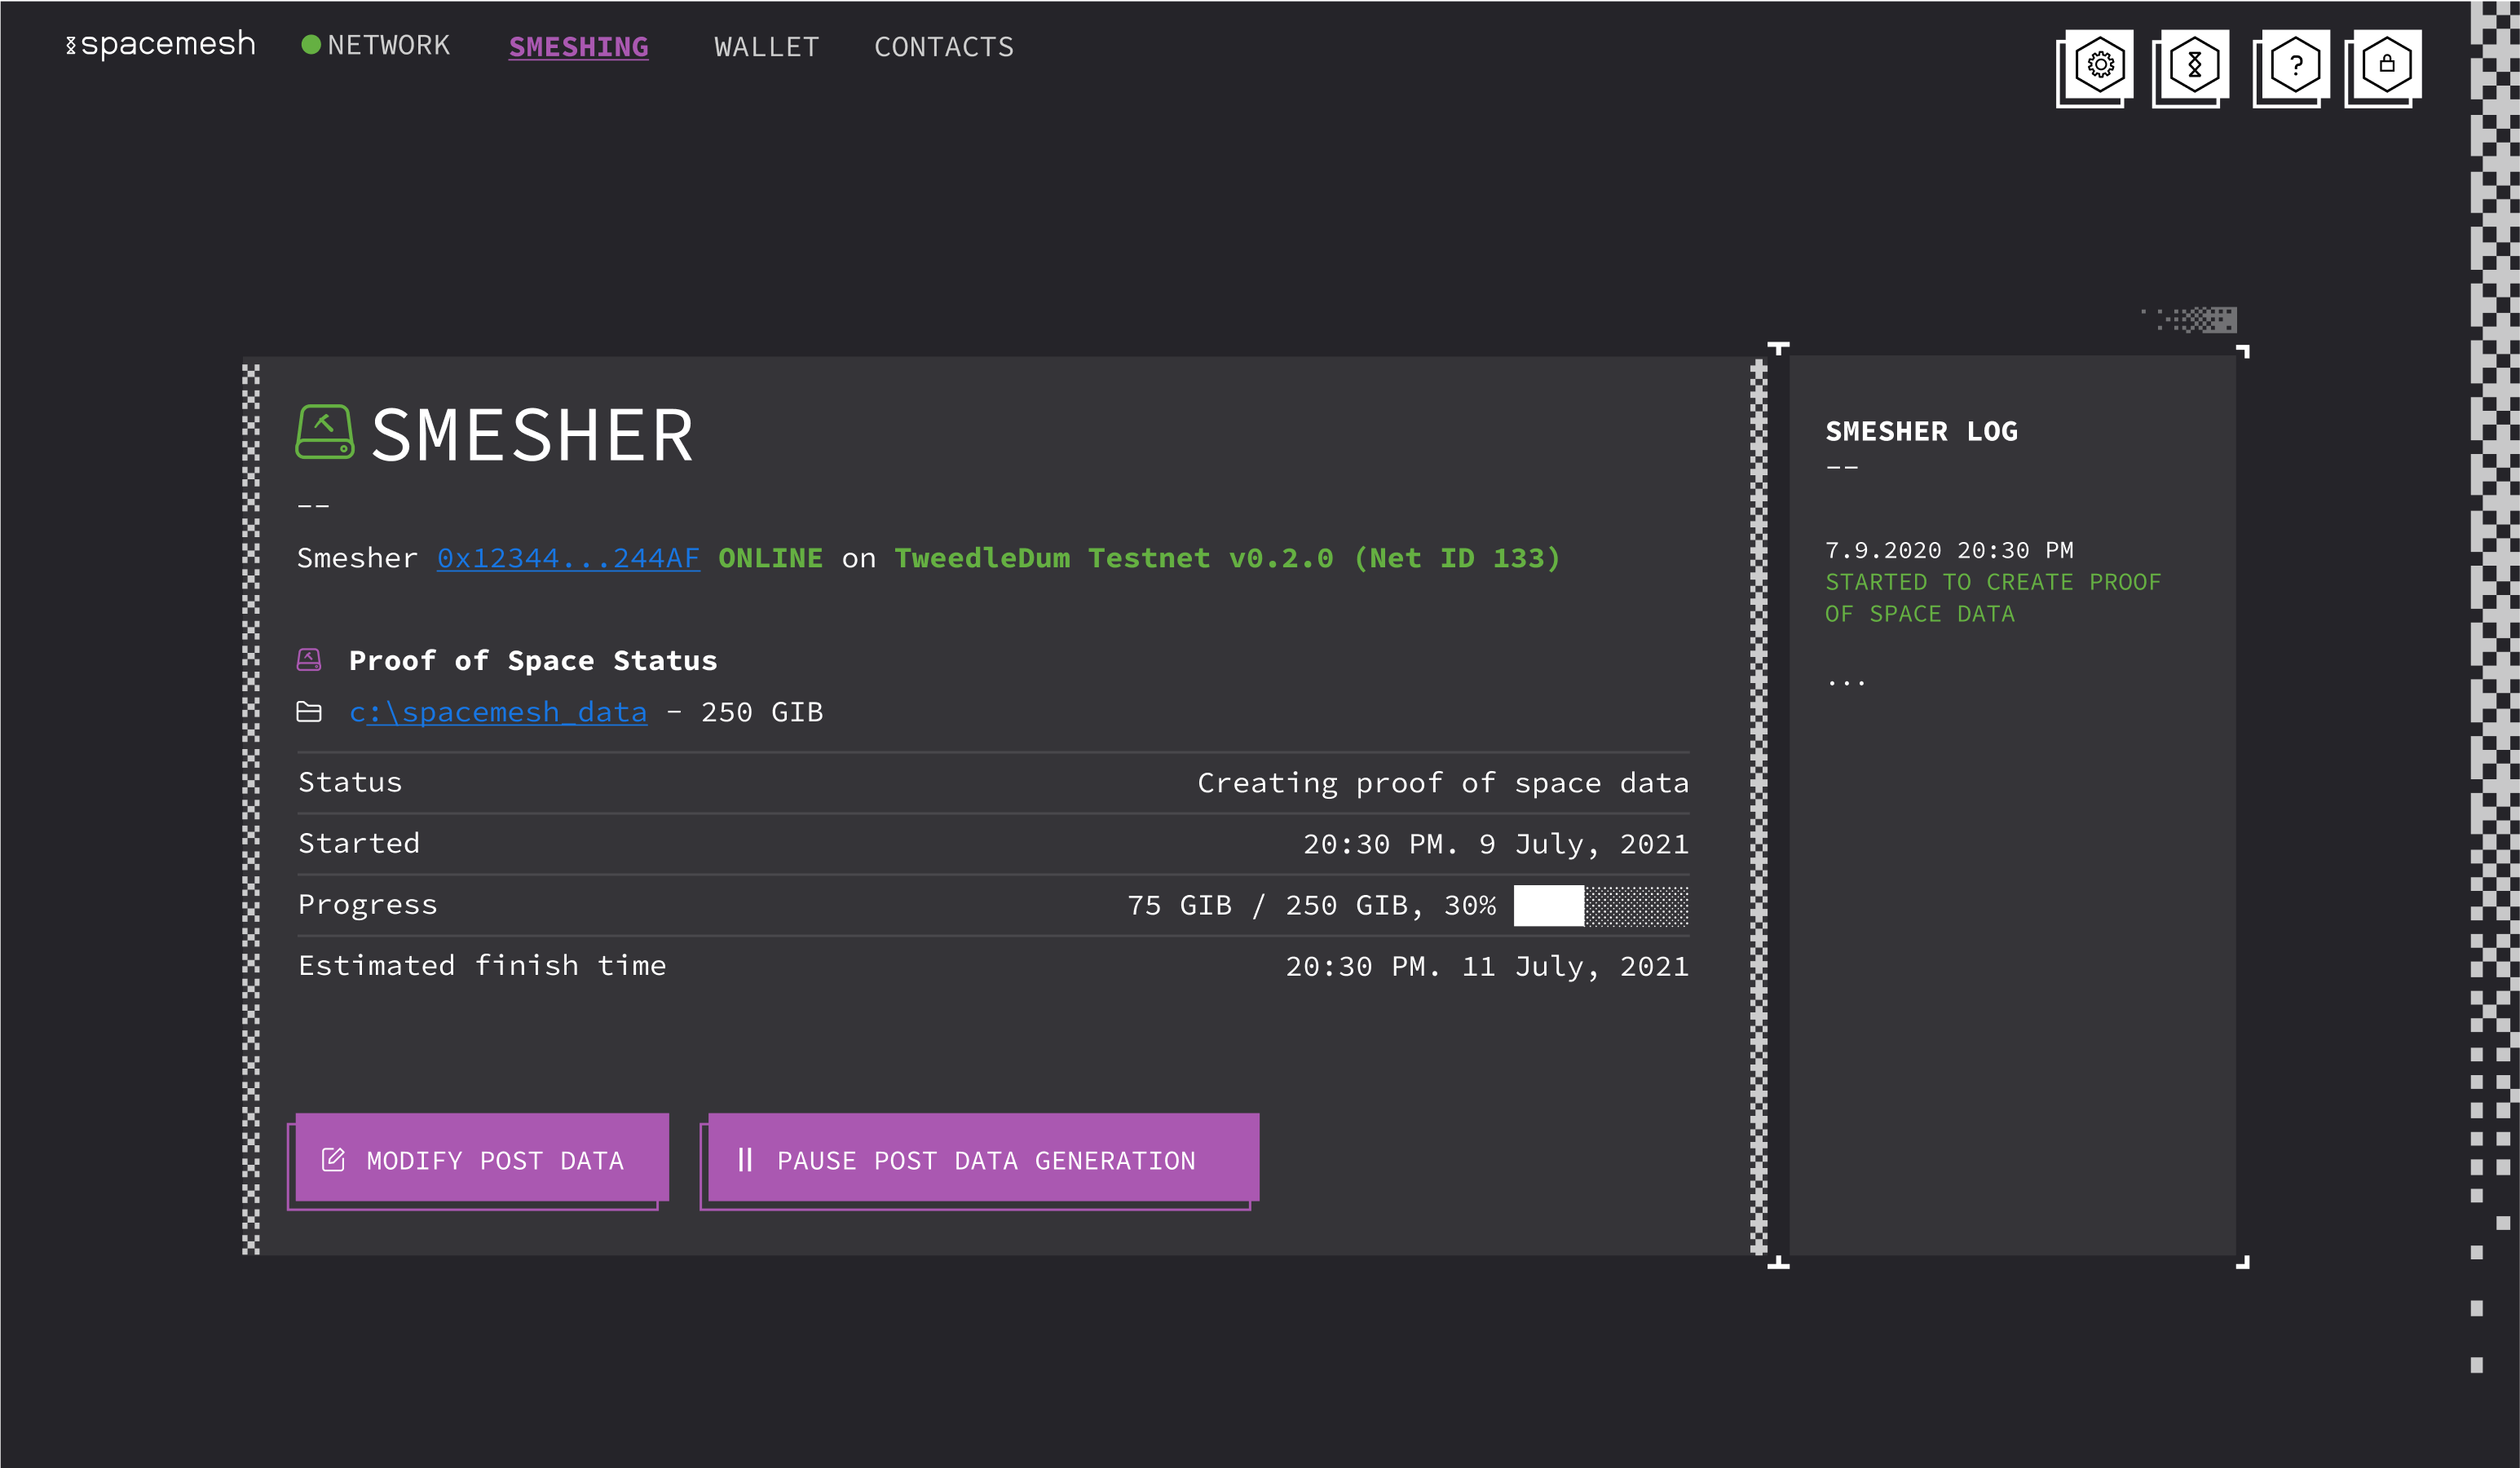 spacemesh
NETWORK
SMESHING
WALLET
CONTACTS
?
SMESHER
--
Smesher 0x12344...244AF ONLINE on TweedleDum Testnet v0.2.0 (Net ID 133)
Proof of Space Status
c:\spacemesh_data - 250 GIB
Status Creating proof of space data
Started 20:30 PM. 9 July, 2021
Progress 75 GIB / 250 GIB, 30%
Estimated finish time 20:30 PM. 11 July, 2021
MODIFY POST DATA
PAUSE POST DATA GENERATION
SMESHER LOG
--
7.9.2020 20:30 PM
STARTED TO CREATE PROOF
OF SPACE DATA
...